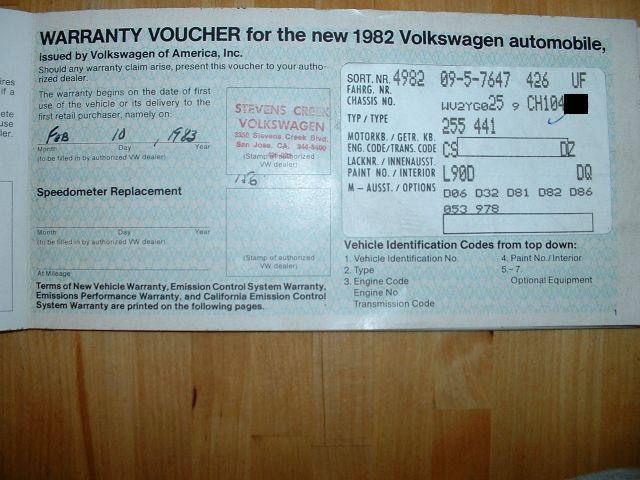 WARRANTY VOUCHER for the new 1982 Volkswagen automobile,
issued by Volkswagen of America, Inc.
Should any warranty claim arise, present this voucher to your autho-
rized dealer.
The warranty begins on the date of first
use of the vehicle or its delivery to the
first retail purchaser, namely on:
Feb 10, 1983
Month Day Year
(to be filled in by authorized VW dealer)
STEVENS CREEK
VOLKSWAGEN
3350 Stevens Creek Blvd.
San Jose, CA.
(Stamp of authorized
VW dealer)
Speedometer Replacement
Month Day Year
(to be filled in by authorized VW dealer)
At Mileage
(Stamp of authorized
VW dealer)
Terms of New Vehicle Warranty, Emission Control System Warranty,
Emissions Performance Warranty, and California Emission Control
System Warranty are printed on the following pages.
SORT. NR. 4982 09-5-7647 426 UF
FAHRG. NR.
CHASSIS NO. WV2YG0259 CH104
TYP / TYPE 255 441
MOTORKB. / GETR. KB.
ENG. CODE/TRANS. CODE CS DZ
LACKNR. / INNENAUSST.
PAINT NO. / INTERIOR L90D DQ
M - AUSST. / OPTIONS D06 D32 D81 D82 D86
053 978
Vehicle Identification Codes from top down:
1. Vehicle Identification No.
2. Type
3. Engine Code
Engine No
Transmission Code
4. Paint No./Interior
5.-7.
Optional Equipment
1
ires
if a
ete
use
ler.